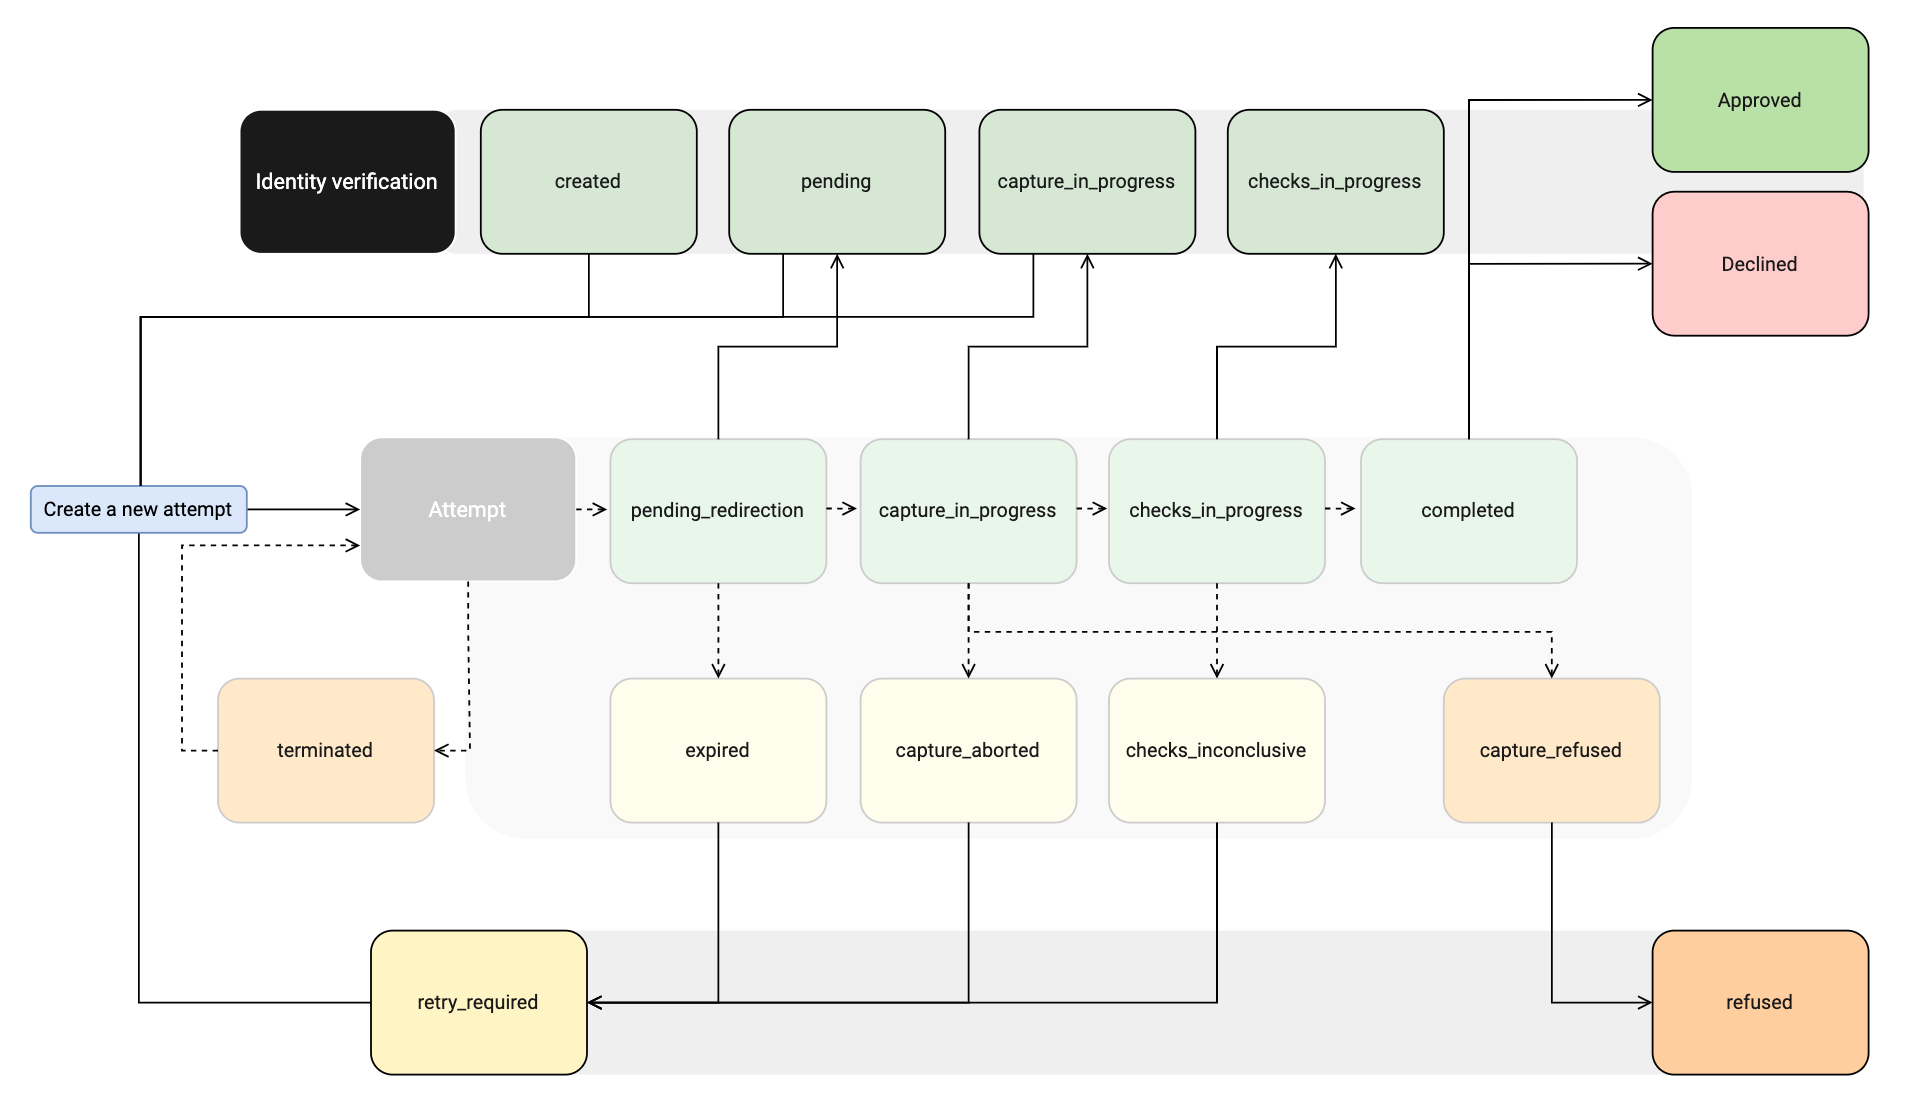 Approved
Identity verification
created
pending
capture_in_progress
checks_in_progress
Declined
Create a new attempt
Attempt
pending_redirection
capture_in_progress
checks_in_progress
completed
terminated
expired
capture_aborted
checks_inconclusive
capture_refused
retry_required
refused